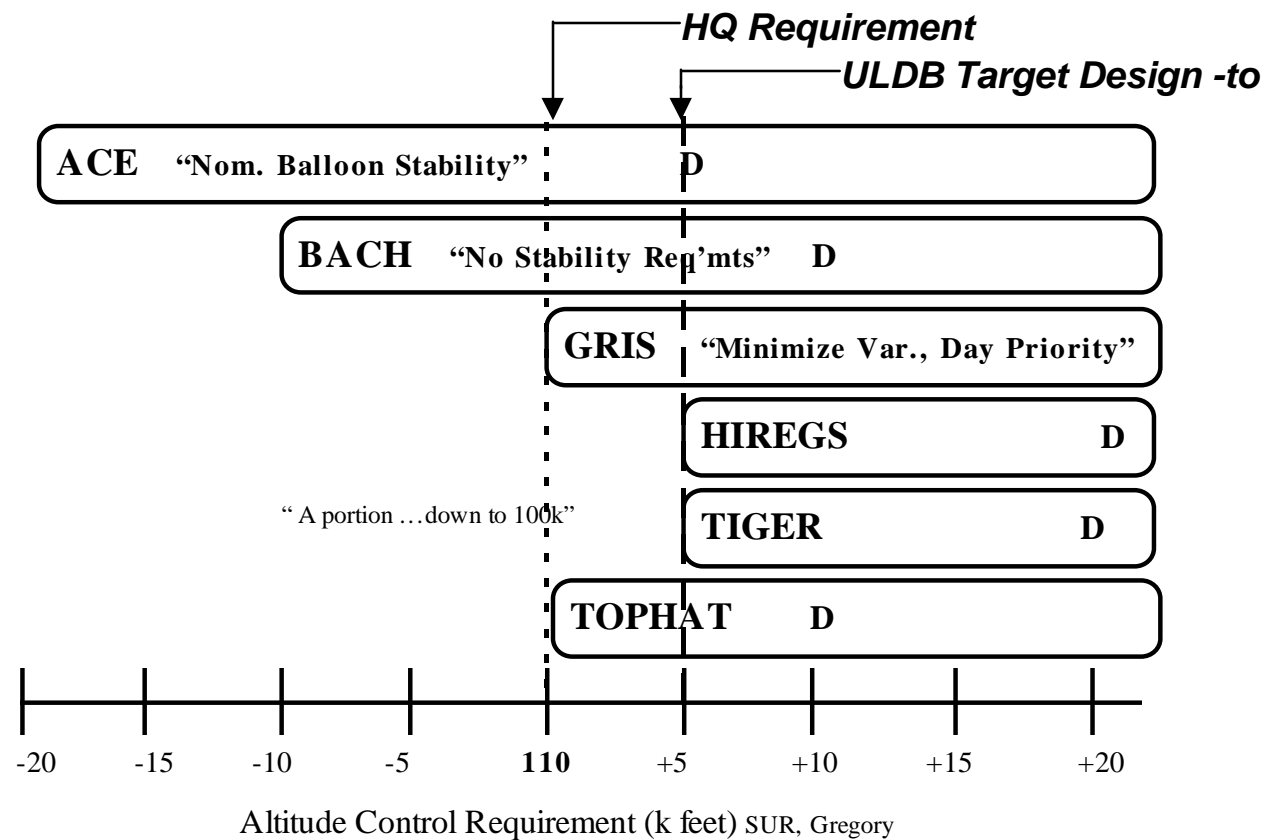 HQ Requirement
ULDB Target Design -to
ACE “Nom. Balloon Stability” D
BACH “No Stability Req’mts” D
GRIS “Minimize Var., Day Priority”
HIREGS D
“ A portion …down to 100k”
TIGER D
TOPHAT D
-20 -15 -10 -5 110 +5 +10 +15 +20
Altitude Control Requirement (k feet) SUR, Gregory